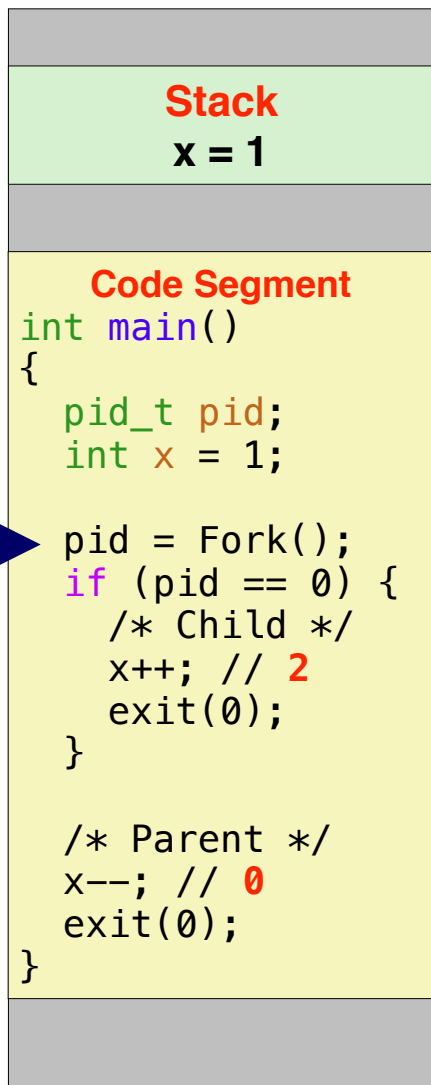 Stack
x = 1
Code Segment
int main()
{
  pid_t pid;
  int x = 1;

  pid = Fork();
  if (pid == 0) {
    /* Child */
    x++; // 2
    exit(0);
  }

  /* Parent */
  x--; // 0
  exit(0);
}